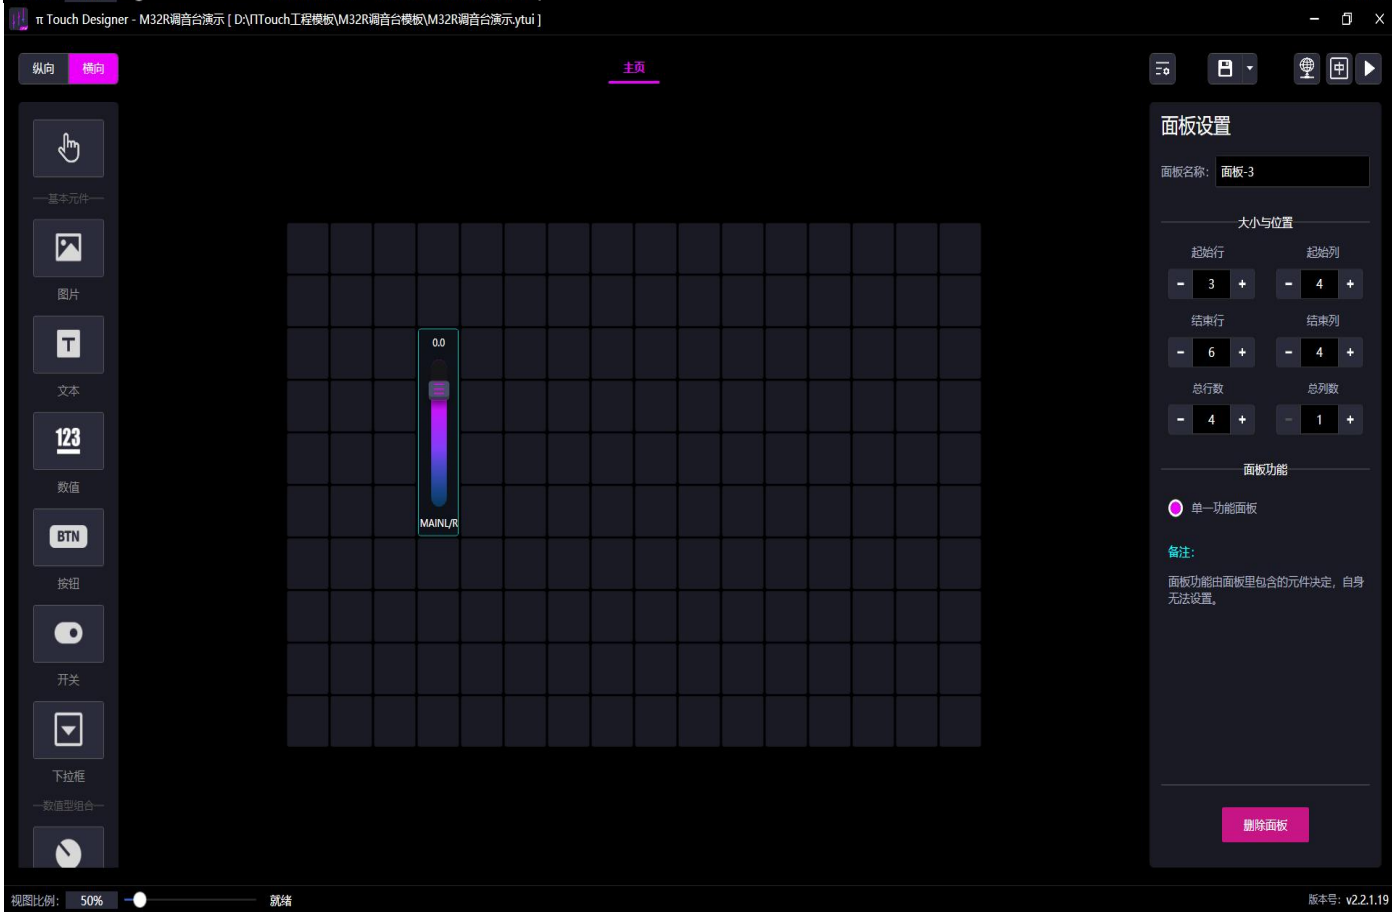 π Touch Designer - M32R调音台演示 [ D:\ΠTouch工程模板\M32R调音台模板\M32R调音台演示.ytui ]
纵向 横向
主页
中
基本元件
图片
T
文本
123
数值
BTN
按钮
开关
下拉框
数值型组合
0.0
MAINL/R
面板设置
面板名称: 面板-3
大小与位置
起始行 起始列
- 3 + - 4 +
结束行 结束列
- 6 + - 4 +
总行数 总列数
- 4 + - 1 +
面板功能
单一功能面板
备注:
面板功能由面板里包含的元件决定，自身
无法设置。
删除面板
视图比例: 50% 就绪
版本号: v2.2.1.19